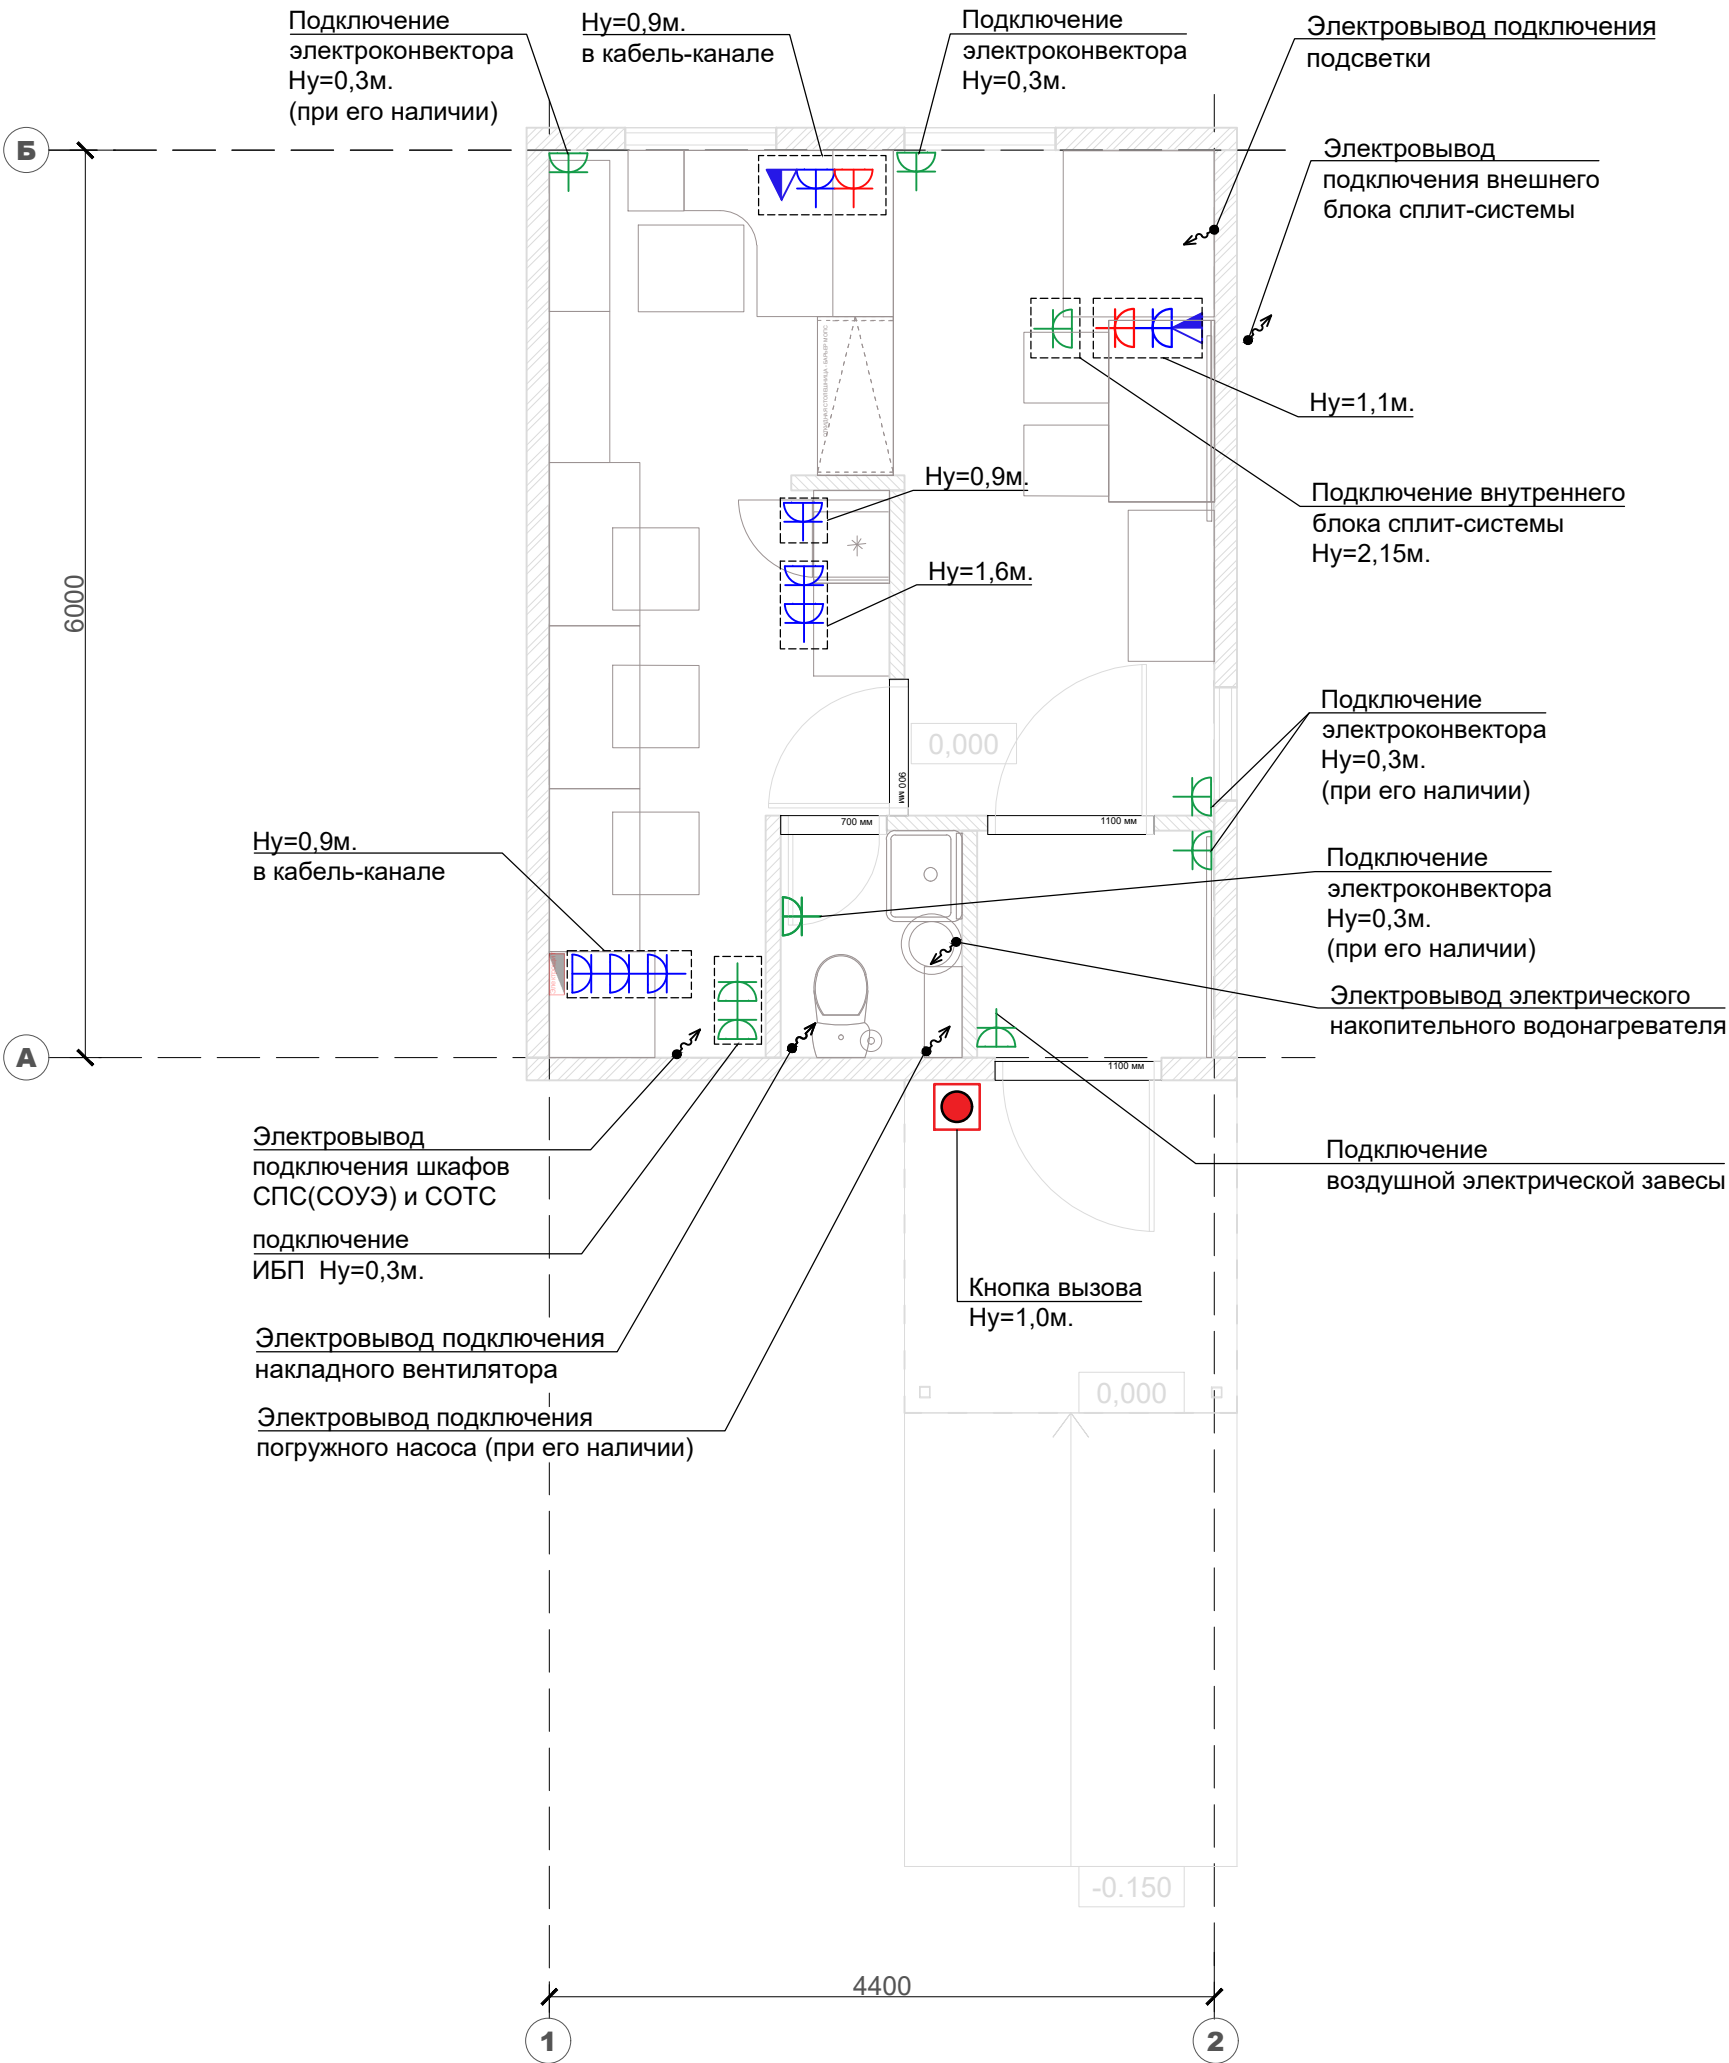 Подключение
электроконвектора
Ну=0,3м.
(при его наличии)
Ну=0,9м.
в кабель-канале
Подключение
электроконвектора
Ну=0,3м.
Электровывод подключения
подсветки
Б
Электровывод
подключения внешнего
блока сплит-системы
Ну=1,1м.
Ну=0,9м.
Подключение внутреннего
блока сплит-системы
Ну=2,15м.
Ну=1,6м.
6000
Подключение
электроконвектора
Ну=0,3м.
(при его наличии)
0,000
900 мм
700 мм
1100 мм
Ну=0,9м.
в кабель-канале
Подключение
электроконвектора
Ну=0,3м.
(при его наличии)
Электровывод электрического
накопительного водонагревателя
А
1100 мм
Электровывод
подключения шкафов
СПС(СОУЭ) и СОТС
Подключение
воздушной электрической завесы
подключение
ИБП Ну=0,3м.
Кнопка вызова
Ну=1,0м.
Электровывод подключения
накладного вентилятора
0,000
Электровывод подключения
погружного насоса (при его наличии)
-0.150
4400
1
2